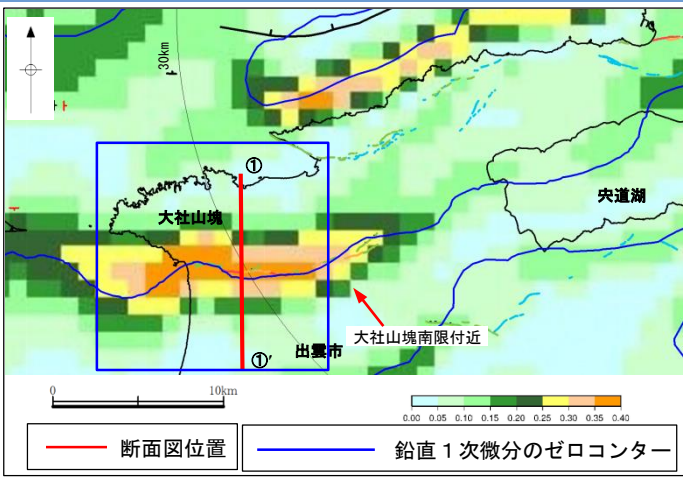 30km
①
大社山塊
宍道湖
大社山塊南限付近
出雲市
①’
0 10km
0.00 0.05 0.10 0.15 0.20 0.25 0.30 0.35 0.40
断面図位置
鉛直１次微分のゼロコンター